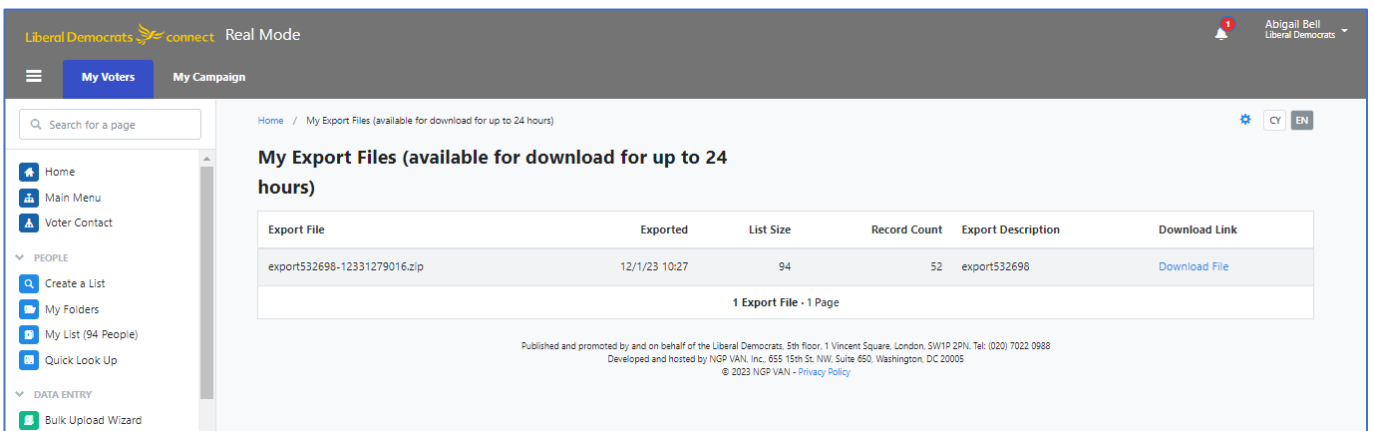 Liberal Democrats connect Real Mode
1
Abigail Bell
Liberal Democrats
My Voters My Campaign
Search for a page
Home / My Export Files (available for download for up to 24 hours)
CY EN
My Export Files (available for download for up to 24
hours)
Home
Main Menu
Voter Contact
PEOPLE
Create a List
My Folders
My List (94 People)
Quick Look Up
DATA ENTRY
Bulk Upload Wizard
Export File Exported List Size Record Count Export Description Download Link
export532698-12331279016.zip 12/1/23 10:27 94 52 export532698 Download File
1 Export File · 1 Page
Published and promoted by and on behalf of the Liberal Democrats, 5th floor, 1 Vincent Square, London, SW1P 2PN. Tel: (020) 7022 0988
Developed and hosted by NGP VAN, Inc., 655 15th St. NW, Suite 650, Washington, DC 20005
© 2023 NGP VAN - Privacy Policy